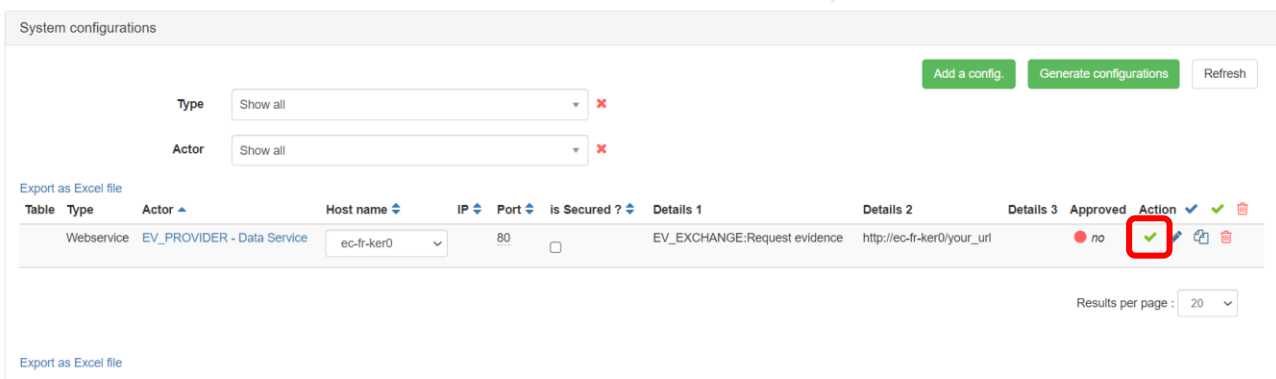 System configurations
Add a config. Generate configurations Refresh
Type Show all
Actor Show all
Export as Excel file
Table Type Actor Host name IP Port is Secured ? Details 1 Details 2 Details 3 Approved Action
Webservice EV_PROVIDER - Data Service ec-fr-ker0 80 EV_EXCHANGE:Request evidence http://ec-fr-ker0/your_url no
Results per page : 20
Export as Excel file